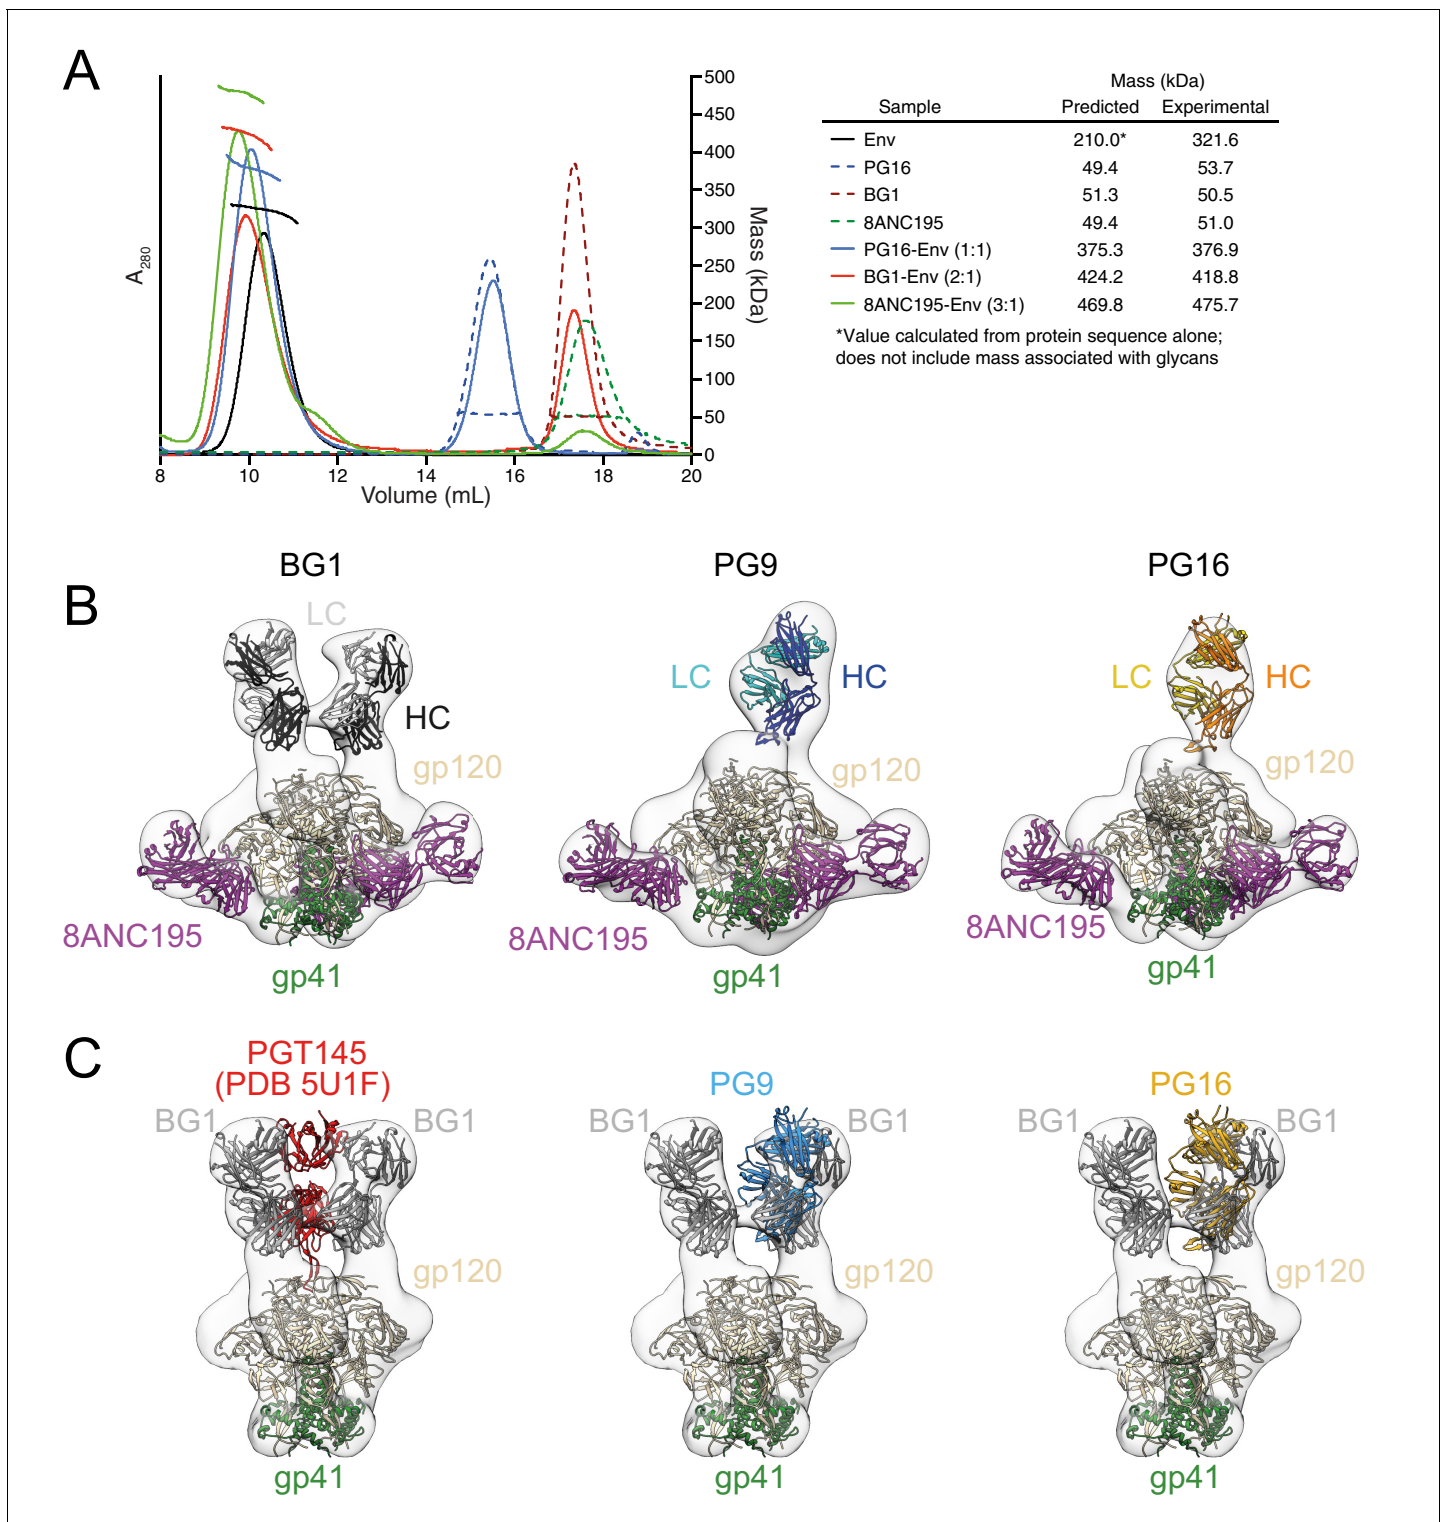 A
500
450
400
350
300
250
200
150
100
50
0
8
10
12
14
16
18
20
A280
Volume (mL)
Mass (kDa)
Mass (kDa)
Sample Predicted Experimental
Env 210.0* 321.6
PG16 49.4 53.7
BG1 51.3 50.5
8ANC195 49.4 51.0
PG16-Env (1:1) 375.3 376.9
BG1-Env (2:1) 424.2 418.8
8ANC195-Env (3:1) 469.8 475.7
*Value calculated from protein sequence alone;
does not include mass associated with glycans
B
BG1
LC
HC
gp120
8ANC195
gp41
PG9
LC
HC
gp120
8ANC195
gp41
PG16
LC
HC
gp120
8ANC195
gp41
C
PGT145
(PDB 5U1F)
BG1
BG1
gp120
gp41
PG9
BG1
BG1
gp120
gp41
PG16
BG1
BG1
gp120
gp41